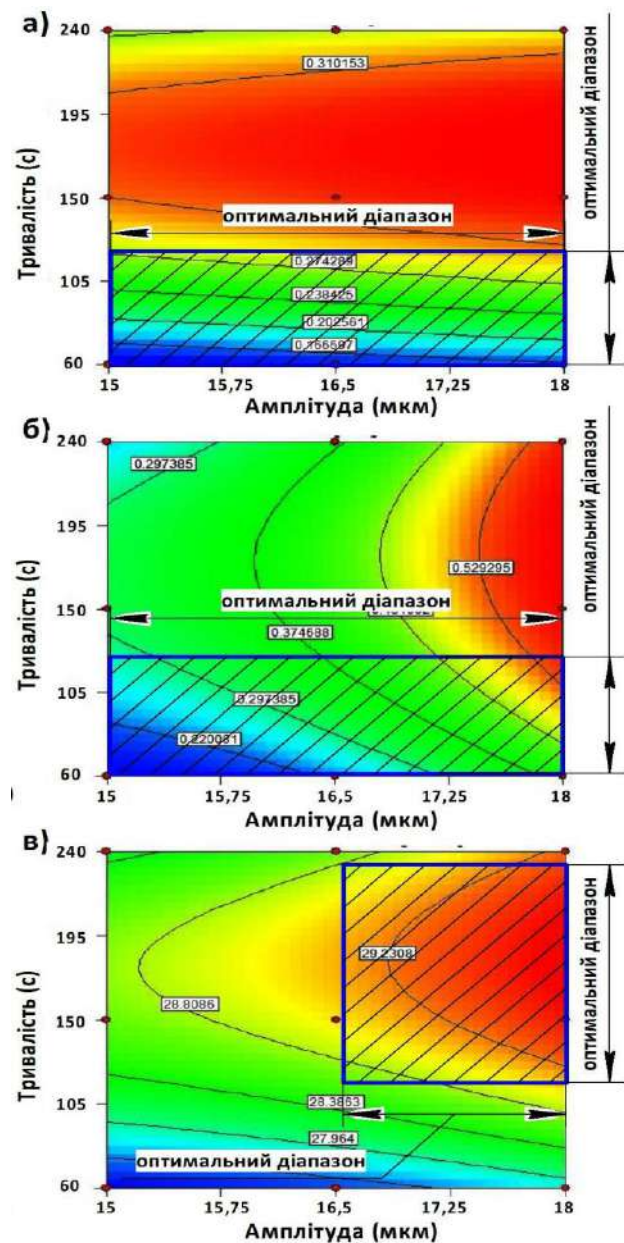 а)
240
195
150
105
60
Тривалість (с)
0.310153
оптимальний діапазон
0.274289
0.238425
0.202561
0.166697
15
15,75
16,5
17,25
18
Амплітуда (мкм)
оптимальний діапазон
б)
240
195
150
105
60
Тривалість (с)
0.297385
0.529295
оптимальний діапазон
0.374688
0.297385
0.220081
15
15,75
16,5
17,25
18
Амплітуда (мкм)
оптимальний діапазон
в)
240
195
150
105
60
Тривалість (с)
29.2308
28.8086
28.3863
27.964
оптимальний діапазон
15
15,75
16,5
17,25
18
Амплітуда (мкм)
оптимальний діапазон